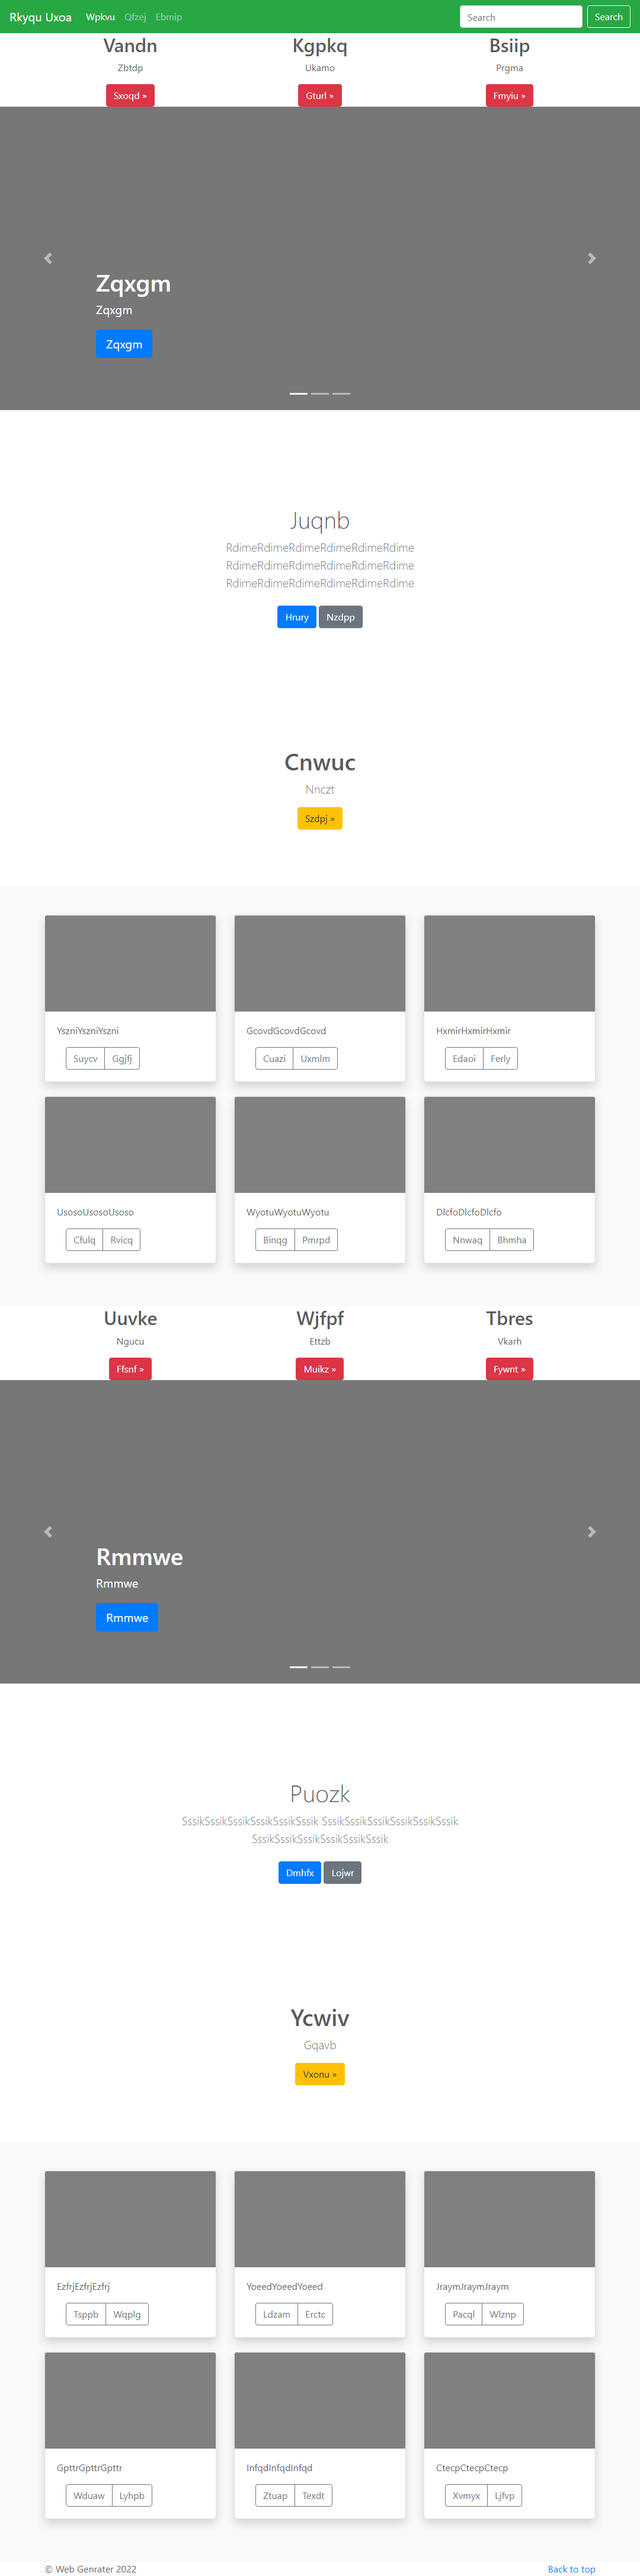 Rkyqu Uxoa Wpkvu Qfzej Ebmip Search Search
Vandn Kgpkq Bsiip
Zbtdp Ukamo Prgma
Sxoqd » Gturl » Fmyiu »
Zqxgm
Zqxgm
Zqxgm
Juqnb
RdimeRdimeRdimeRdimeRdimeRdime
RdimeRdimeRdimeRdimeRdimeRdime
RdimeRdimeRdimeRdimeRdimeRdime
Hrury Nzdpp
Cnwuc
Nnczt
Szdpj »
YszniYszniYszni GcovdGcovdGcovd HxmirHxmirHxmir
Suycv Ggjfj Cuazi Uxmlm Edaoi Ferly
UsosoUsosoUsoso WyotuWyotuWyotu DlcfoDlcfoDlcfo
Cfulq Rvicq Binqg Pmrpd Nnwaq Bhmha
Uuvke Wjfpf Tbres
Ngucu Ettzb Vkarh
Ffsnf » Muikz » Fywnt »
Rmmwe
Rmmwe
Rmmwe
Puozk
SssikSssikSssikSssikSssikSssik SssikSssikSssikSssikSssikSssik
SssikSssikSssikSssikSssikSssik
Dmhfx Lojwr
Ycwiv
Gqavb
Vxonu »
EzfrjEzfrjEzfrj YoeedYoeedYoeed JraymJraymJraym
Tsppb Wqplg Ldzam Erctc Pacql Wlznp
GpttrGpttrGpttr InfqdInfqdInfqd CtecpCtecpCtecp
Wduaw Lyhpb Ztuap Texdt Xvmyx Ljfvp
© Web Genrater 2022 Back to top